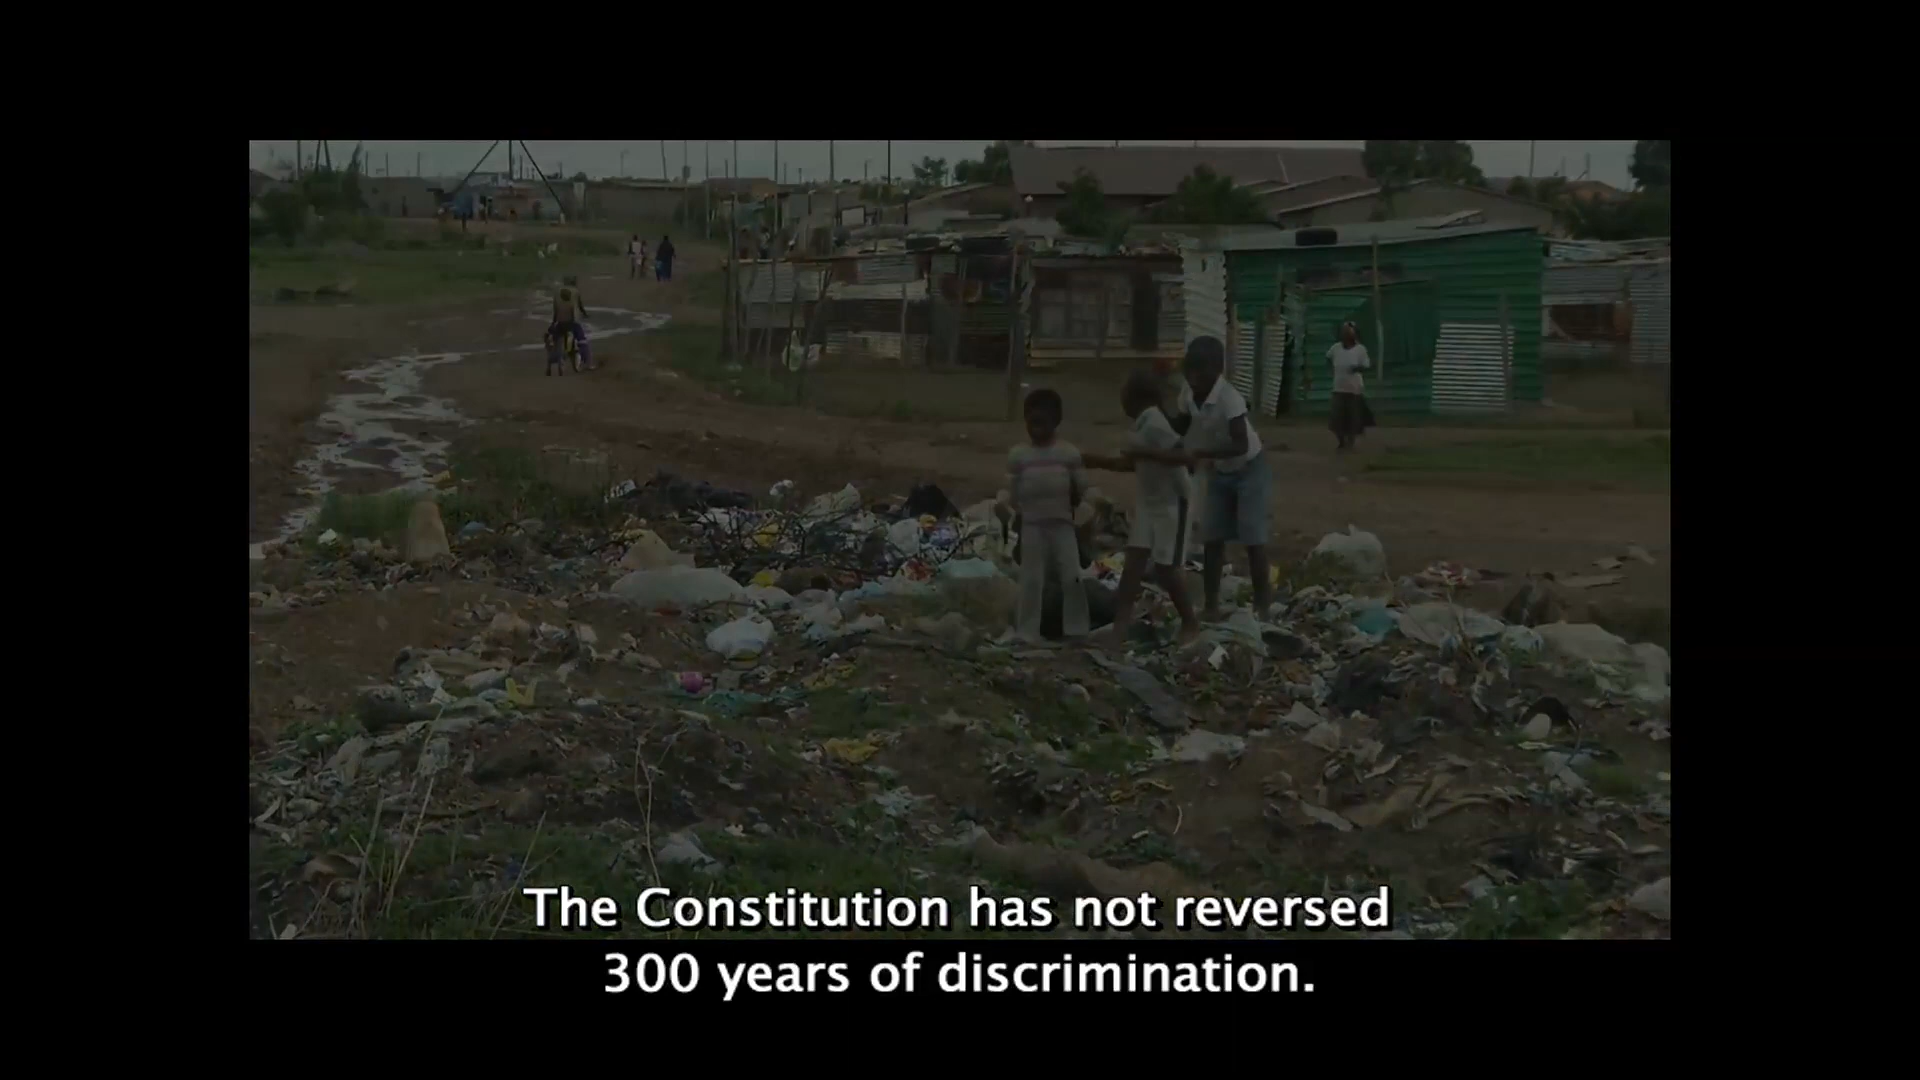 The Constitution has not reversed
300 years of discrimination.